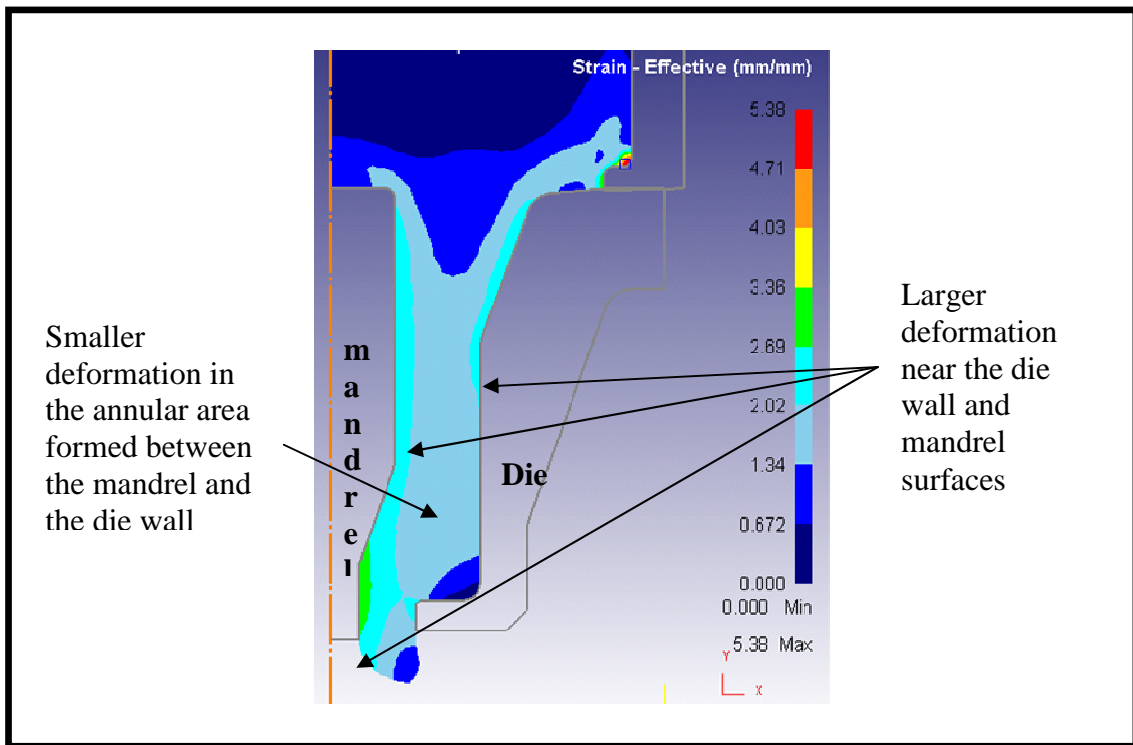 Strain - Effective (mm/mm)
5.38
4.71
4.03
3.36
2.69
2.02
1.34
0.672
0.000
0.000 Min
5.38 Max
Y
X
Smaller
deformation in
the annular area
formed between
the mandrel and
the die wall
mandrel
Die
Larger
deformation
near the die
wall and
mandrel
surfaces